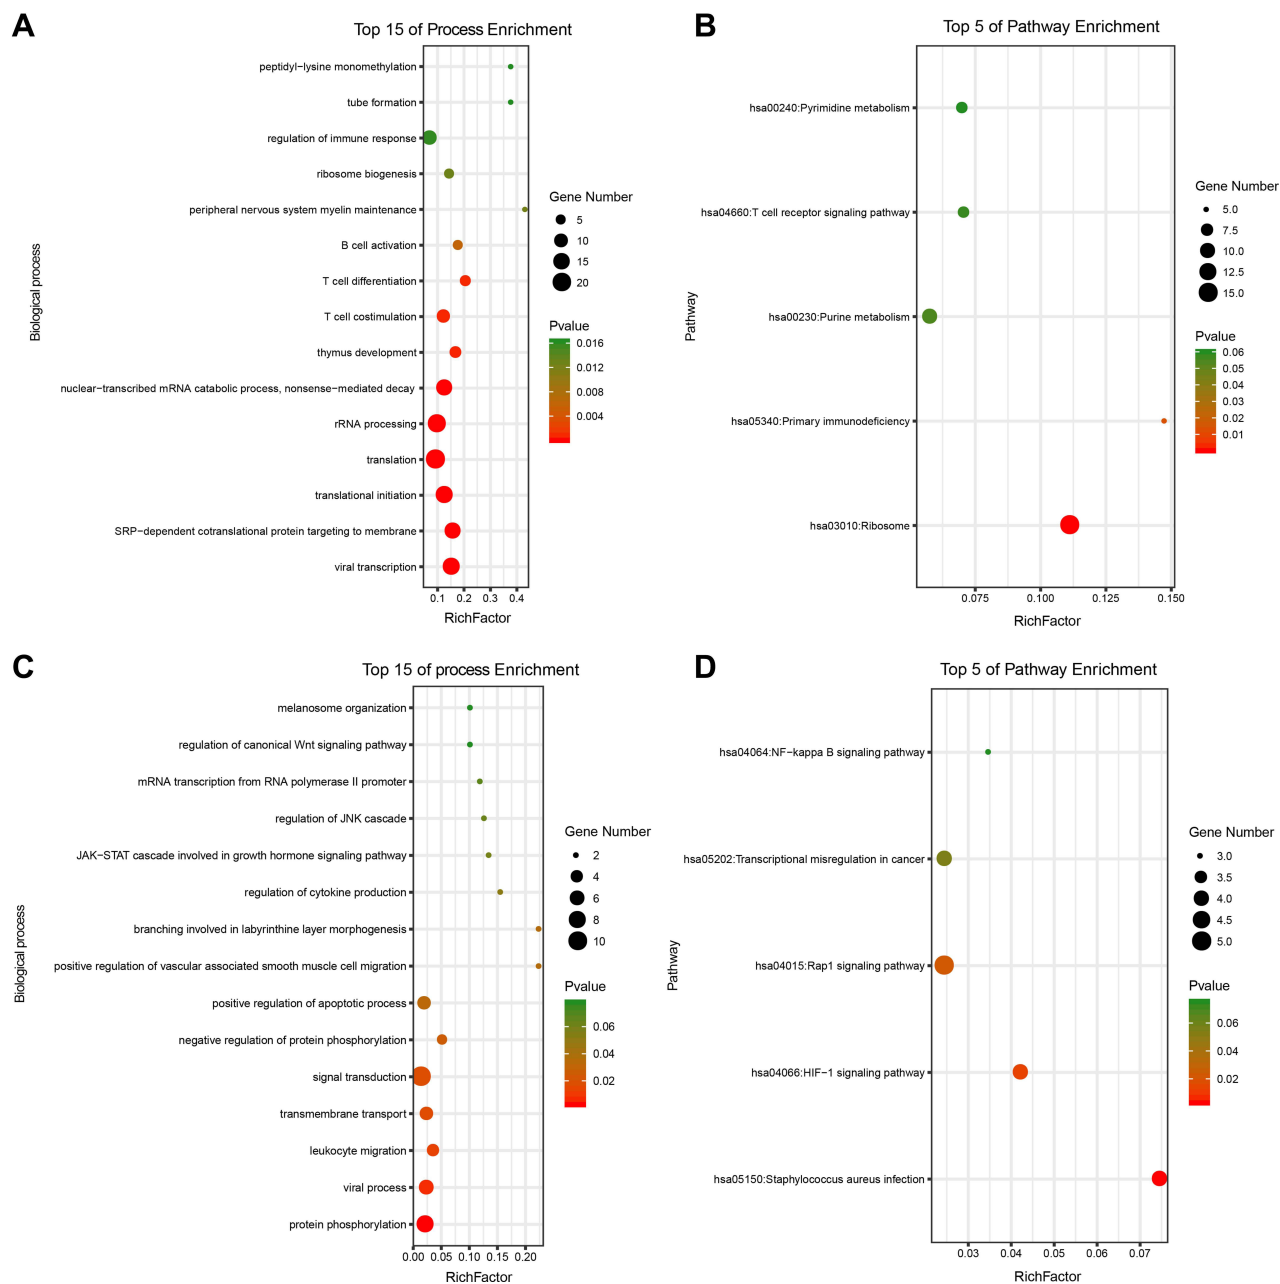 A
Top 15 of Process Enrichment
Biological process
peptidyl−lysine monomethylation
tube formation
regulation of immune response
ribosome biogenesis
peripheral nervous system myelin maintenance
B cell activation
T cell differentiation
T cell costimulation
thymus development
nuclear−transcribed mRNA catabolic process, nonsense−mediated decay
rRNA processing
translation
translational initiation
SRP−dependent cotranslational protein targeting to membrane
viral transcription
0.1 0.2 0.3 0.4
RichFactor
Gene Number
5
10
15
20
Pvalue
0.016
0.012
0.008
0.004
B
Top 5 of Pathway Enrichment
Pathway
hsa00240:Pyrimidine metabolism
hsa04660:T cell receptor signaling pathway
hsa00230:Purine metabolism
hsa05340:Primary immunodeficiency
hsa03010:Ribosome
0.075 0.100 0.125 0.150
RichFactor
Gene Number
5.0
7.5
10.0
12.5
15.0
Pvalue
0.06
0.05
0.04
0.03
0.02
0.01
C
Top 15 of process Enrichment
Biological process
melanosome organization
regulation of canonical Wnt signaling pathway
mRNA transcription from RNA polymerase II promoter
regulation of JNK cascade
JAK−STAT cascade involved in growth hormone signaling pathway
regulation of cytokine production
branching involved in labyrinthine layer morphogenesis
positive regulation of vascular associated smooth muscle cell migration
positive regulation of apoptotic process
negative regulation of protein phosphorylation
signal transduction
transmembrane transport
leukocyte migration
viral process
protein phosphorylation
0.00 0.05 0.10 0.15 0.20
RichFactor
Gene Number
2
4
6
8
10
Pvalue
0.06
0.04
0.02
D
Top 5 of Pathway Enrichment
Pathway
hsa04064:NF−kappa B signaling pathway
hsa05202:Transcriptional misregulation in cancer
hsa04015:Rap1 signaling pathway
hsa04066:HIF−1 signaling pathway
hsa05150:Staphylococcus aureus infection
0.03 0.04 0.05 0.06 0.07
RichFactor
Gene Number
3.0
3.5
4.0
4.5
5.0
Pvalue
0.06
0.04
0.02